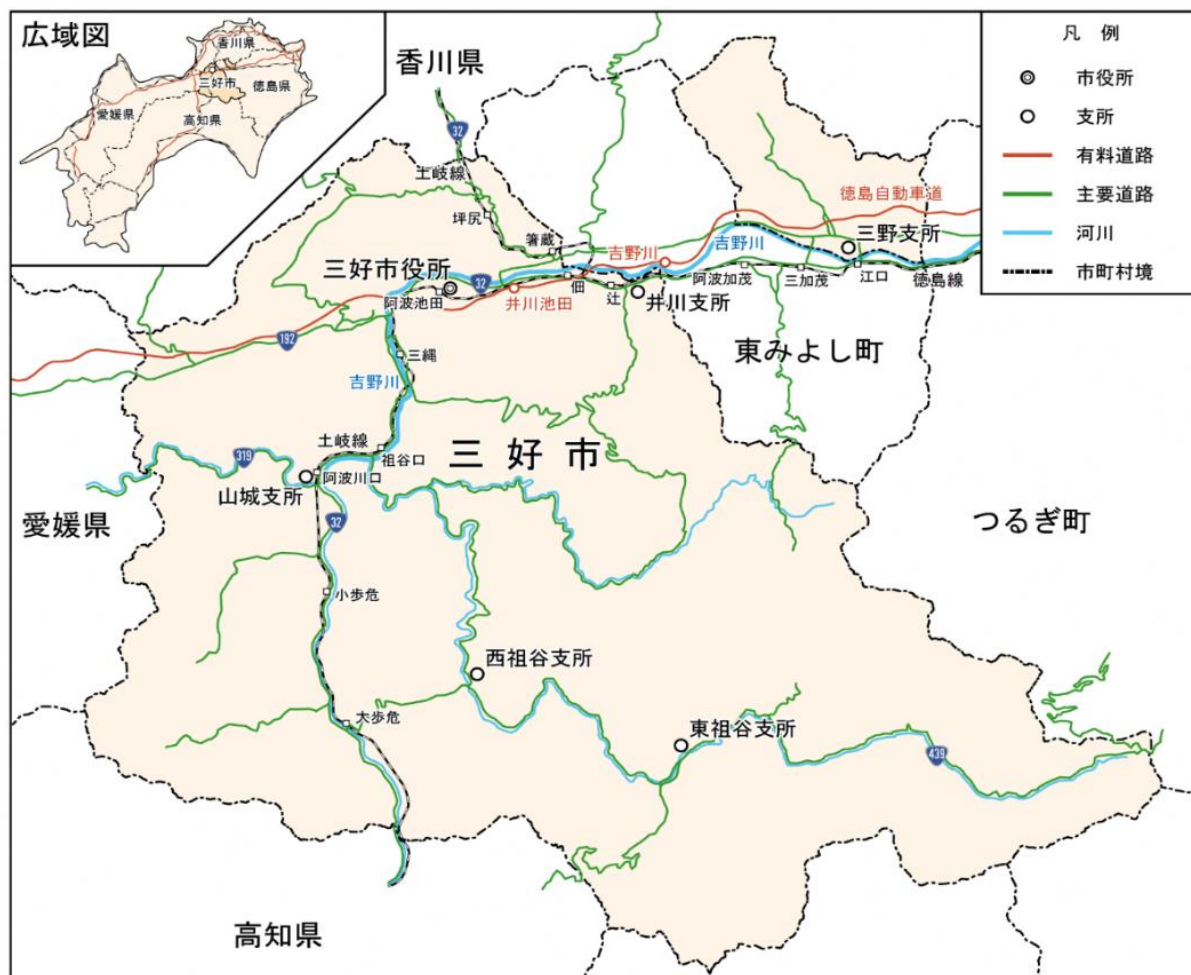 広域図
香川県
三好市
徳島県
愛媛県
高知県
凡 例
市役所
支所
有料道路
主要道路
河川
市町村境
香川県
32
土岐線
坪尻
箸蔵
徳島自動車道
三野支所
吉野川
吉野川
三好市役所
32
阿波池田
井川池田
佃
辻
井川支所
阿波加茂
三加茂
江口
徳島線
192
三縄
吉野川
東みよし町
土岐線
祖谷口
三好市
319
山城支所
阿波川口
32
愛媛県
つるぎ町
小歩危
西祖谷支所
大歩危
東祖谷支所
439
高知県